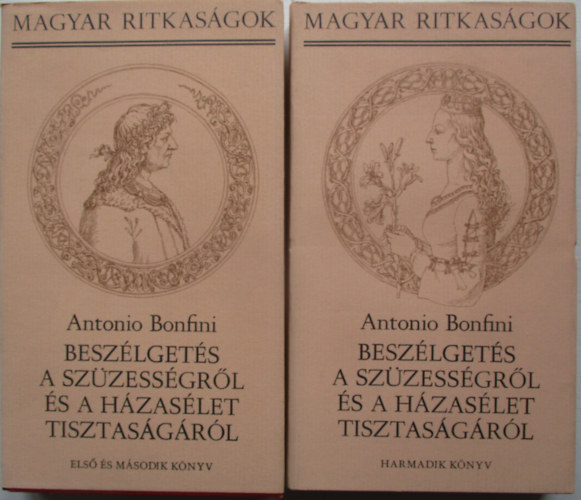 MAGYAR RITKASÁGOK
Antonio Bonfini
BESZÉLGETÉS
A SZÜZESSÉGRŐL
ÉS A HÁZASÉLET
TISZTASÁGÁRÓL
ELSŐ ÉS MÁSODIK KÖNYV
MAGYAR RITKASÁGOK
Antonio Bonfini
BESZÉLGETÉS
A SZÜZESSÉGRŐL
ÉS A HÁZASÉLET
TISZTASÁGÁRÓL
HARMADIK KÖNYV